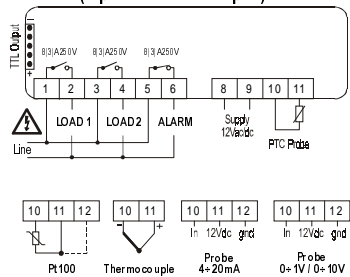 TTL Output
−
+
8(3)A250V 8(3)A250V 8(3)A250V
1 2 3 4 5 6 8 9 10 11
LOAD 1 LOAD 2 ALARM
Supply
12Vac/dc
PTC Probe
Line
10 11 12 10 11 10 11 12 10 11 12
− +
In 12Vdc gnd In 12Vdc gnd
Pt100 Thermocouple
Probe
4÷20mA
Probe
0÷1V / 0÷10V